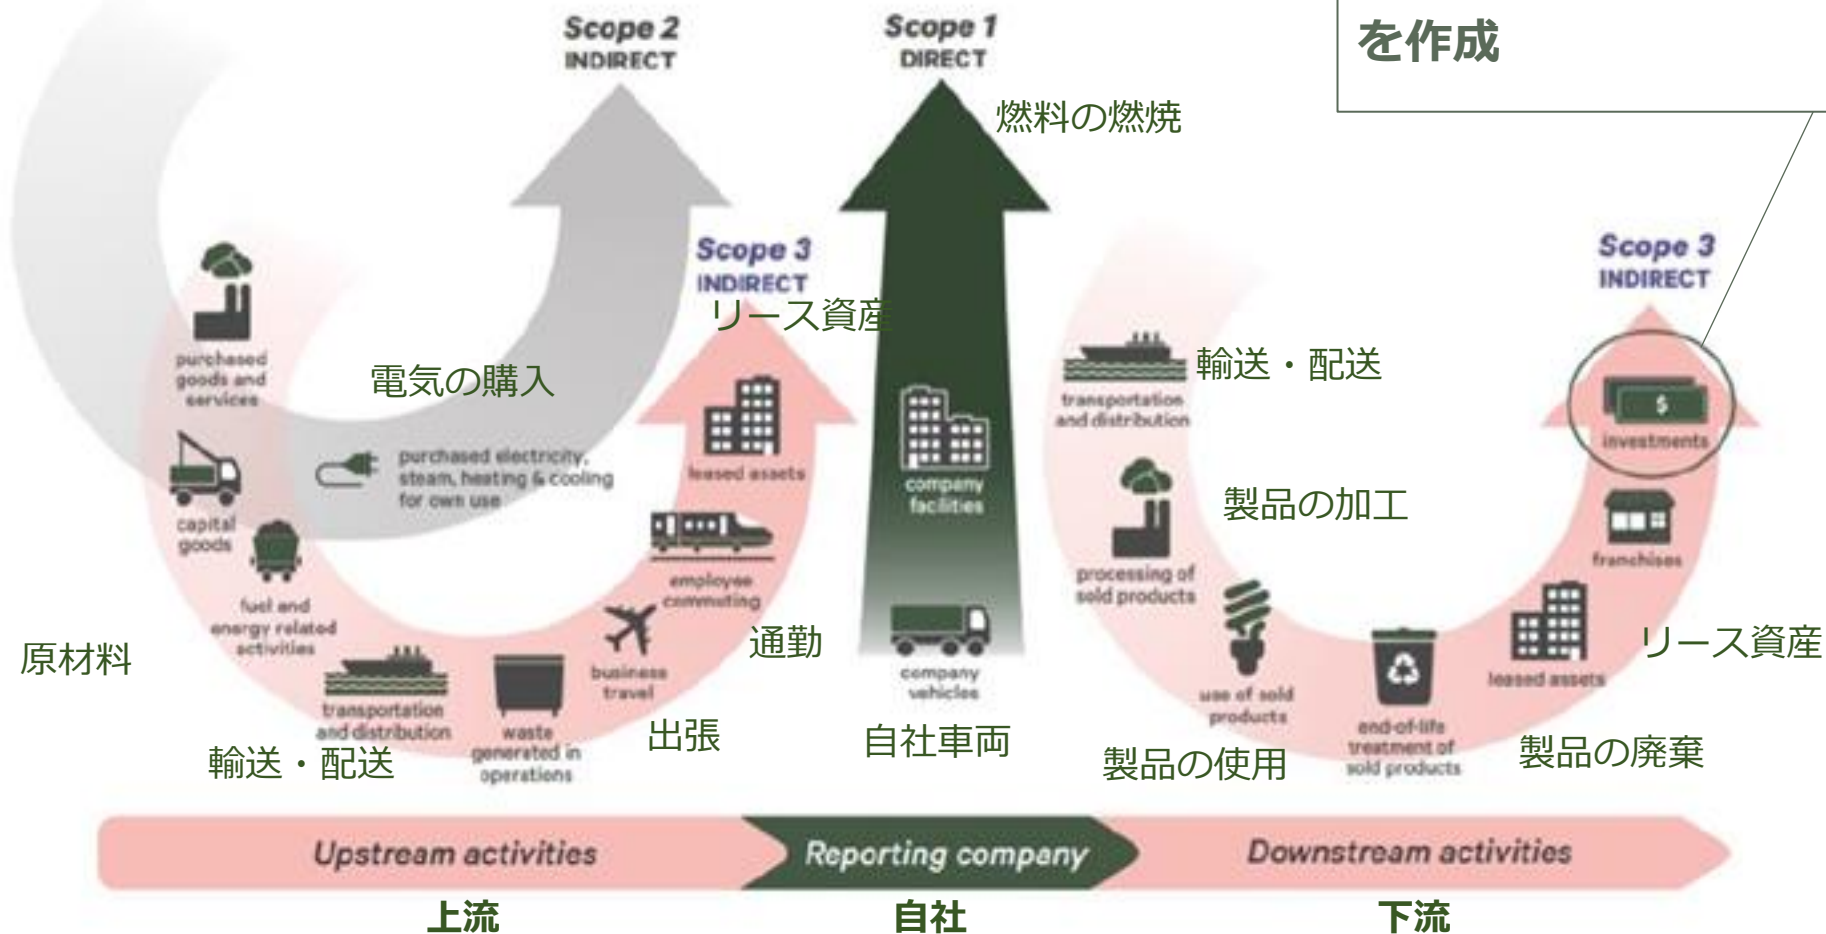 Scope 2
INDIRECT
Scope 1
DIRECT
を作成
燃料の燃焼
Scope 3
INDIRECT
リース資産
Scope 3
INDIRECT
purchased
goods and
services
電気の購入
purchased electricity,
steam, heating & cooling
for own use
capital
goods
fuel and
energy related
activities
原材料
transportation
and distribution
輸送・配送
waste
generated in
operations
business
travel
出張
employee
commuting
通勤
leased assets
company
facilities
company
vehicles
自社車両
transportation
and distribution
輸送・配送
processing of
sold products
製品の加工
use of sold
products
製品の使用
end-of-life
treatment of
sold products
製品の廃棄
leased assets
リース資産
franchises
$
investments
Upstream activities
Reporting company
Downstream activities
上流
自社
下流